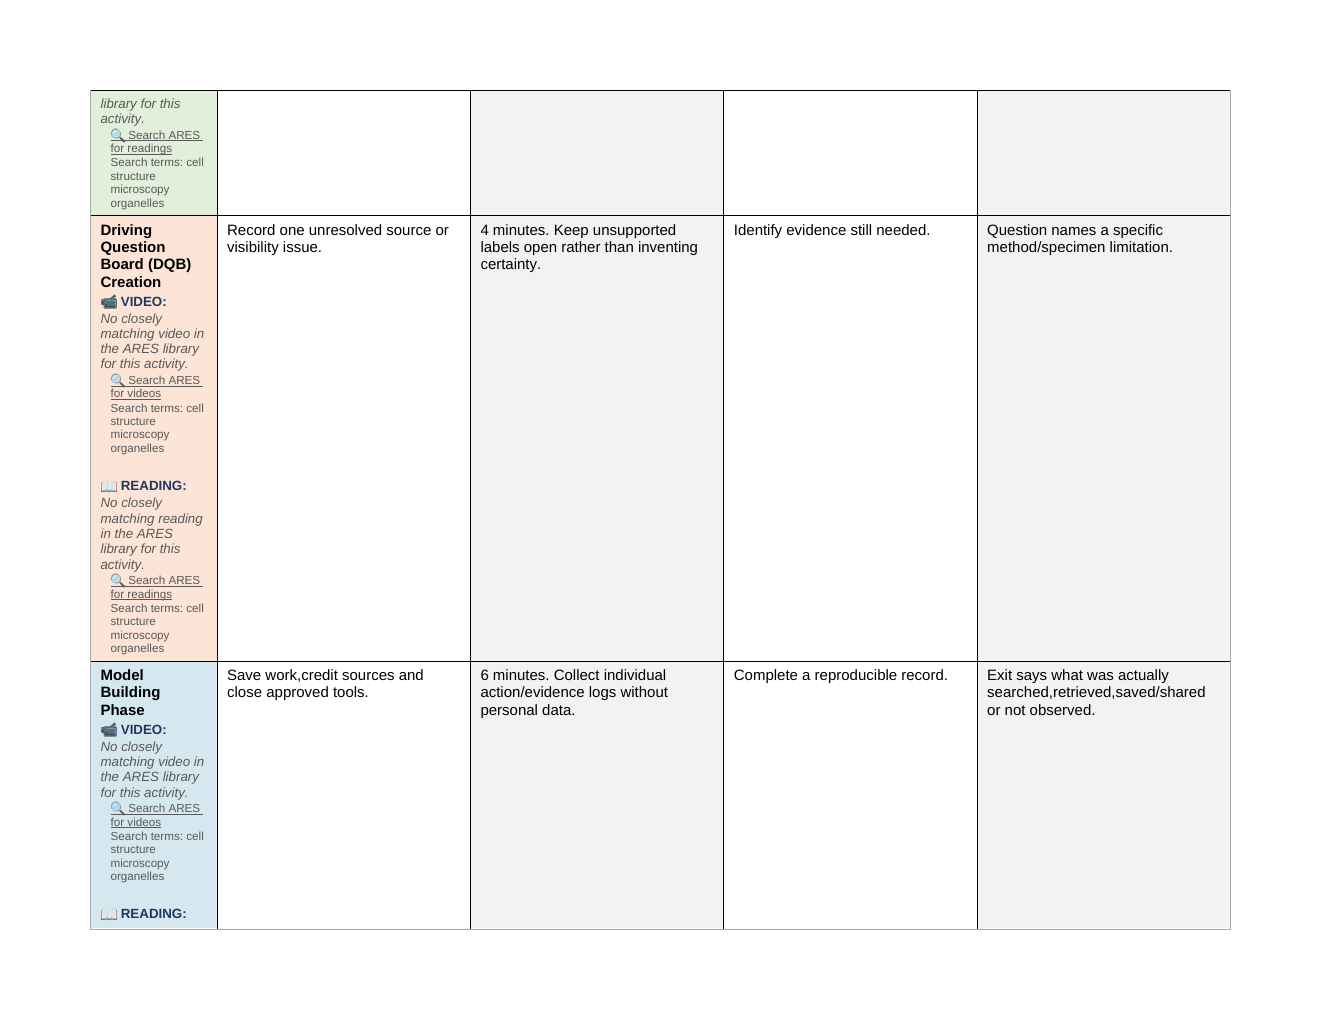 library for this
activity.
🔍 Search ARES
for readings
Search terms: cell
structure
microscopy
organelles
Driving
Question
Board (DQB)
Creation
📹 VIDEO:
No closely
matching video in
the ARES library
for this activity.
🔍 Search ARES
for videos
Search terms: cell
structure
microscopy
organelles
📖 READING:
No closely
matching reading
in the ARES
library for this
activity.
🔍 Search ARES
for readings
Search terms: cell
structure
microscopy
organelles
Record one unresolved source or
visibility issue.
4 minutes. Keep unsupported
labels open rather than inventing
certainty.
Identify evidence still needed.
Question names a specific
method/specimen limitation.
Model
Building
Phase
📹 VIDEO:
No closely
matching video in
the ARES library
for this activity.
🔍 Search ARES
for videos
Search terms: cell
structure
microscopy
organelles
📖 READING:
Save work,credit sources and
close approved tools.
6 minutes. Collect individual
action/evidence logs without
personal data.
Complete a reproducible record.
Exit says what was actually
searched,retrieved,saved/shared
or not observed.